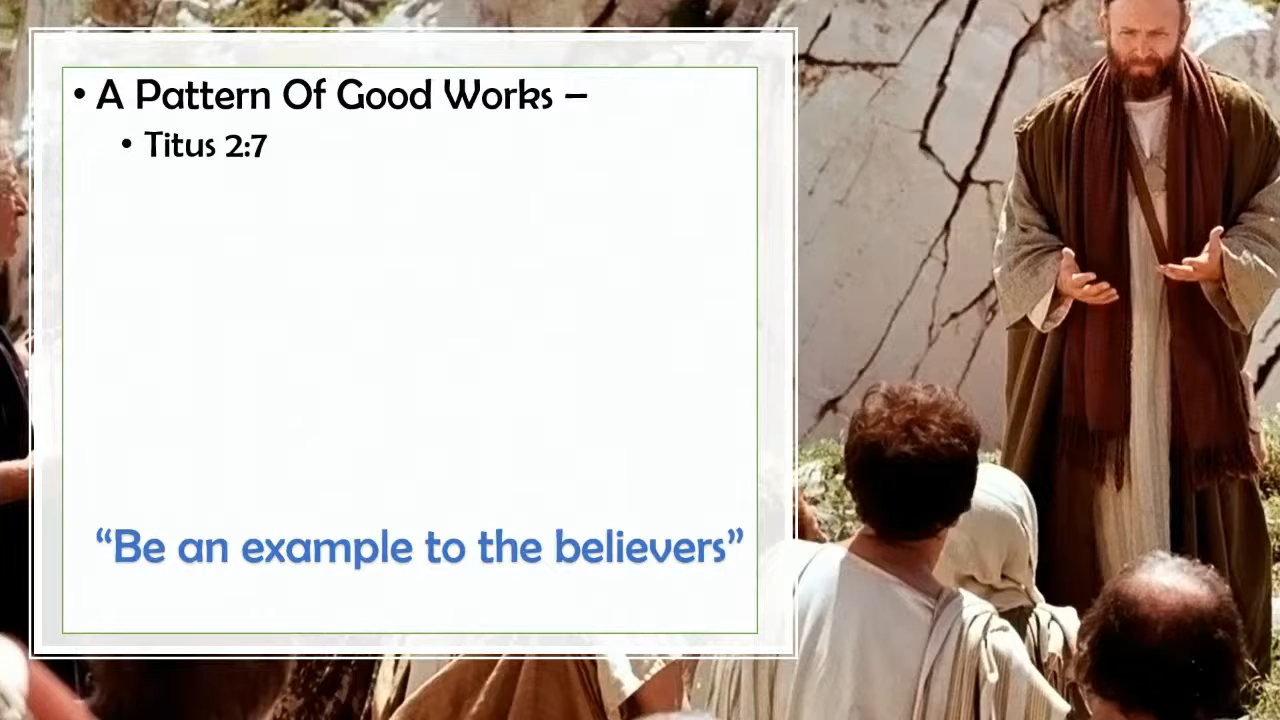 • A Pattern Of Good Works –
• Titus 2:7
“Be an example to the believers”